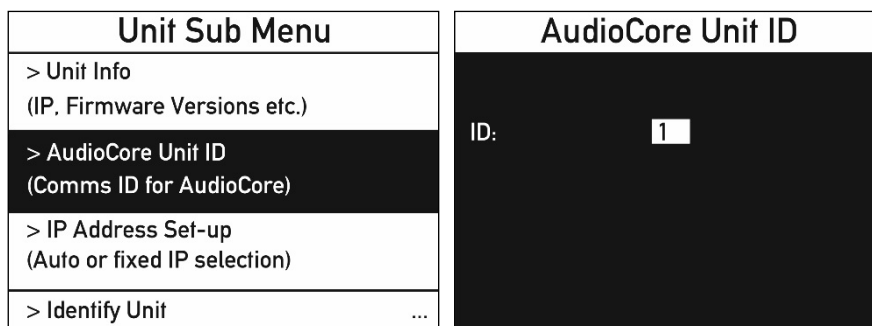 Unit Sub Menu
> Unit Info
(IP, Firmware Versions etc.)
> AudioCore Unit ID
(Comms ID for AudioCore)
> IP Address Set-up
(Auto or fixed IP selection)
> Identify Unit ...
AudioCore Unit ID
ID: 1